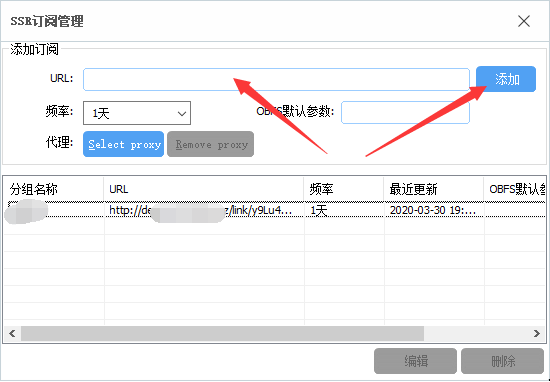 SSR订阅管理
添加订阅
URL: 添加
频率: 1天 OBFS默认参数:
代理: Select proxy Remove proxy
分组名称 URL 频率 最近更新 OBFS默认参
http://de z/link/y9Lu4... 1天 2020-03-30 19:...
编辑 删除